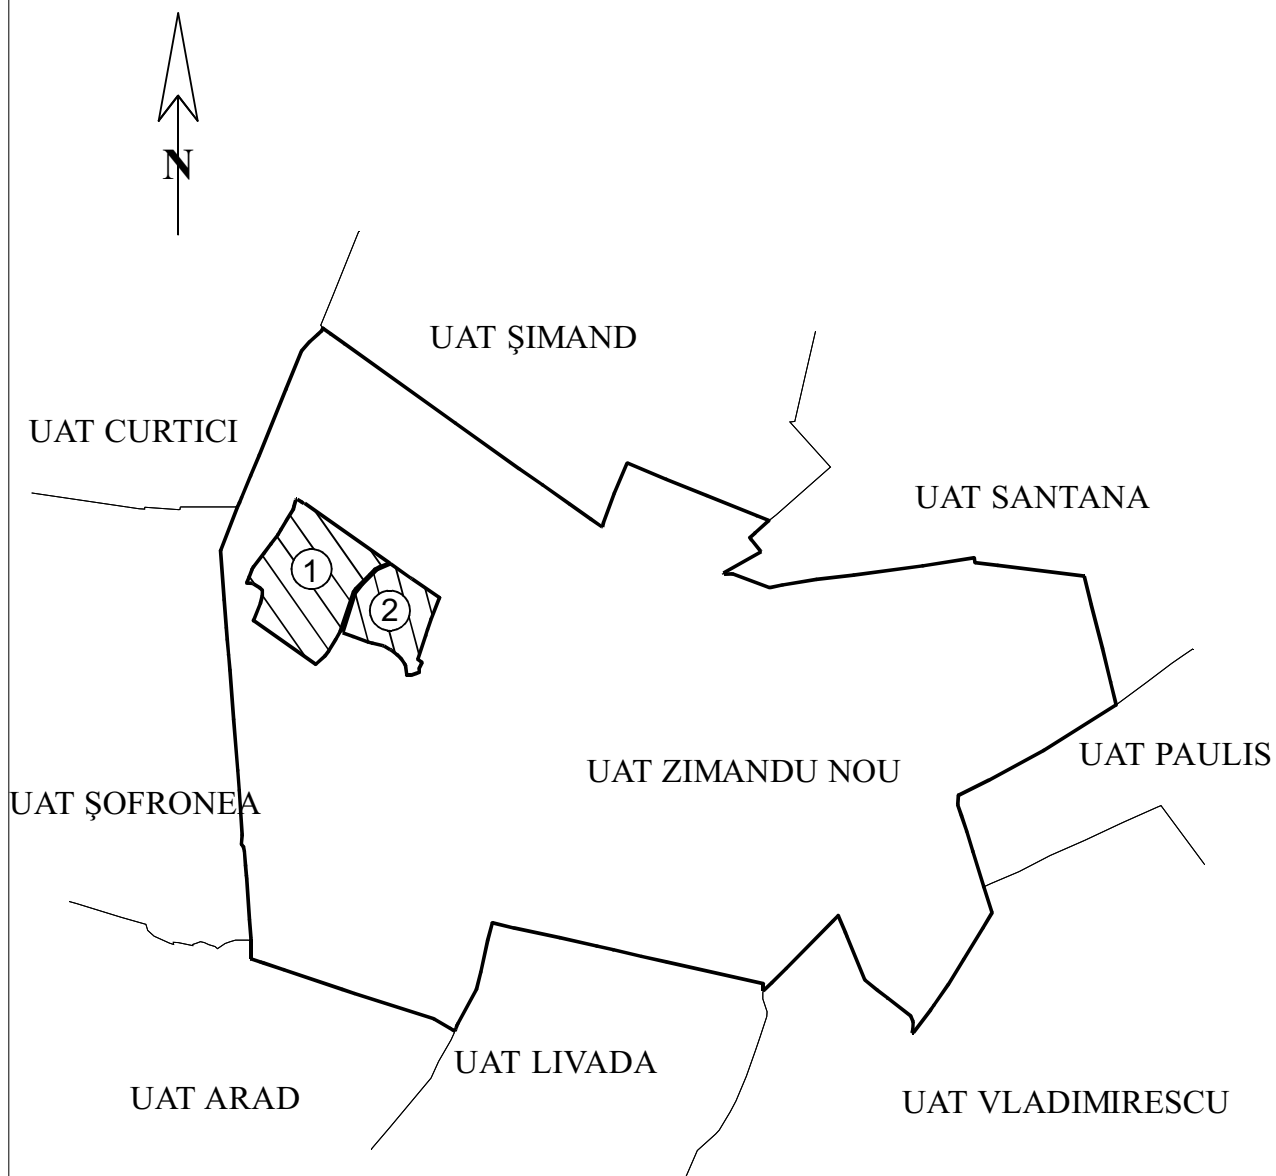 N
UAT ŞIMAND
UAT CURTICI
UAT SANTANA
1
2
UAT PAULIS
UAT ZIMANDU NOU
UAT ŞOFRONEA
UAT LIVADA
UAT ARAD
UAT VLADIMIRESCU